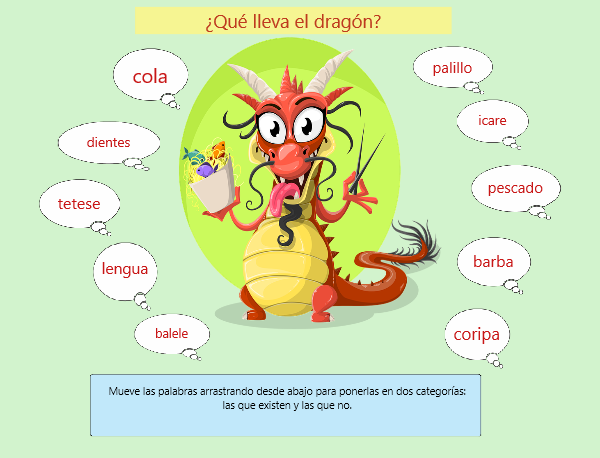 ¿Qué lleva el dragón?
cola
palillo
icare
dientes
pescado
tetese
lengua
barba
balele
coripa
Mueve las palabras arrastrando desde abajo para ponerlas en dos categorías:
las que existen y las que no.